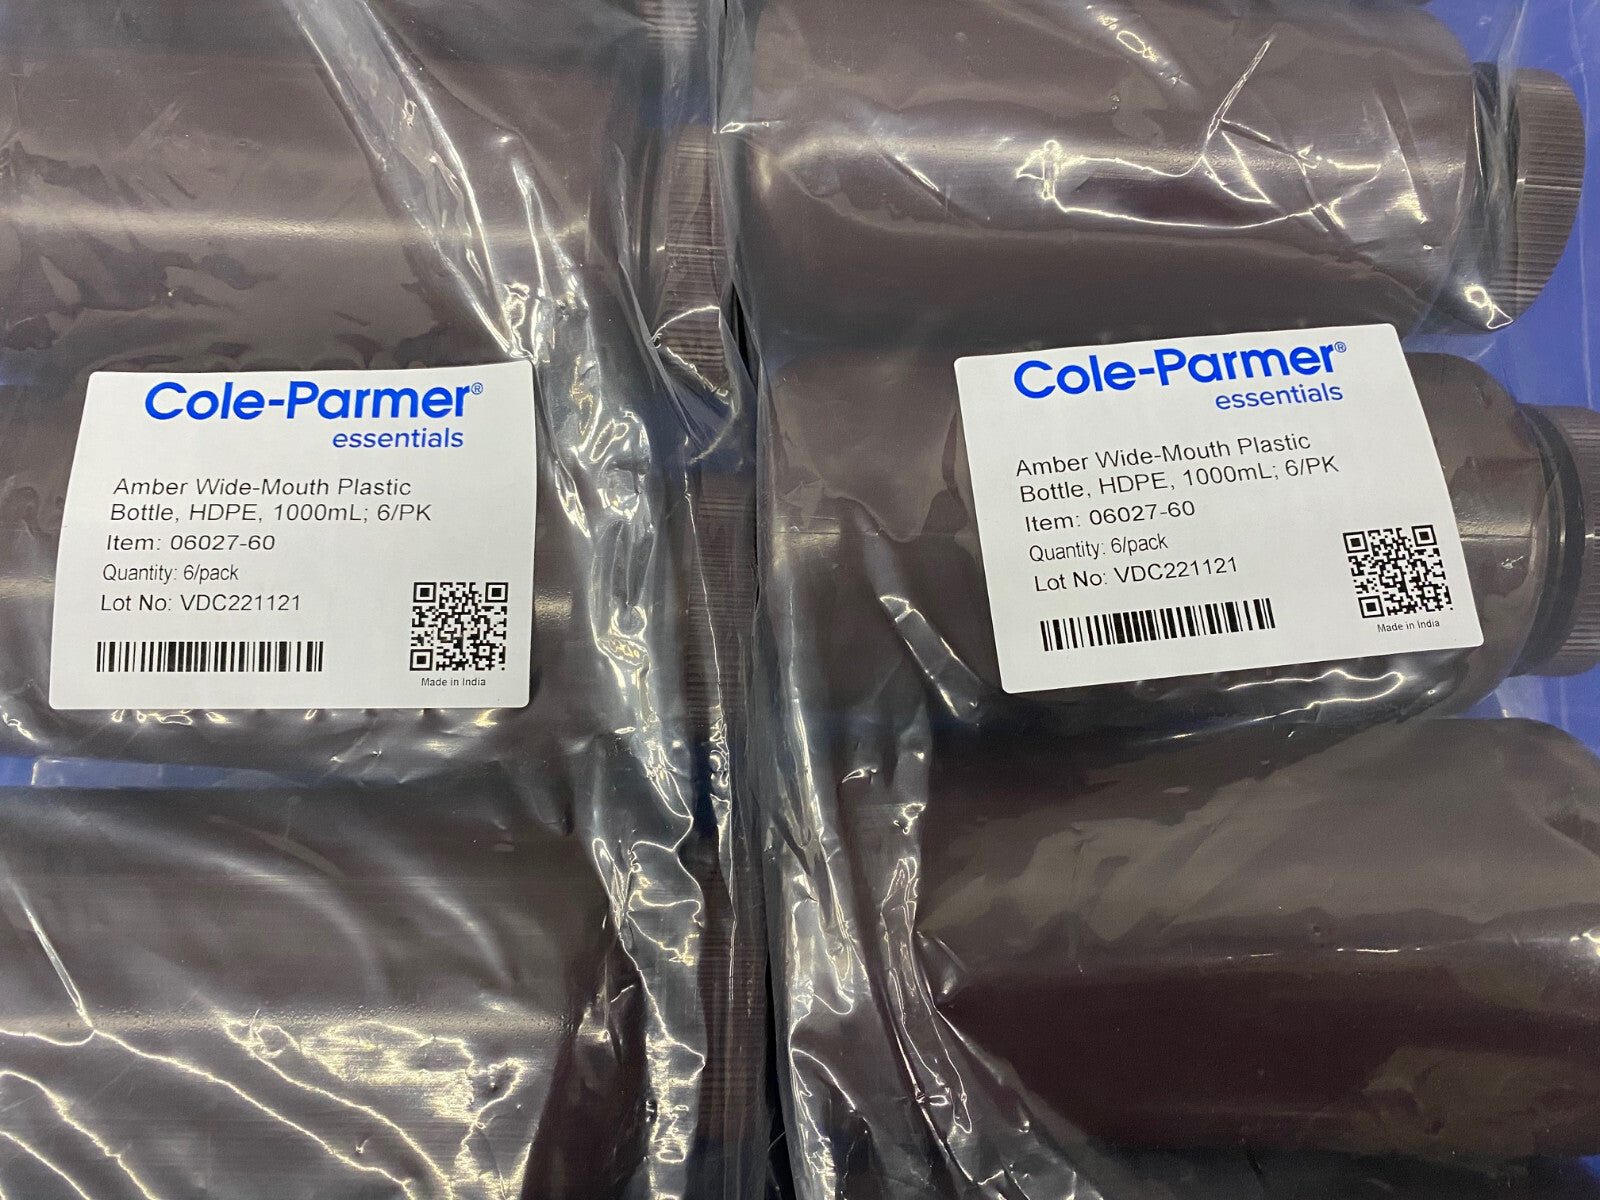 Cole-Parmer®
essentials
Amber Wide-Mouth Plastic
Bottle, HDPE, 1000mL; 6/PK
Item: 06027-60
Quantity: 6/pack
Lot No: VDC221121
Made in India
Cole-Parmer®
essentials
Amber Wide-Mouth Plastic
Bottle, HDPE, 1000mL; 6/PK
Item: 06027-60
Quantity: 6/pack
Lot No: VDC221121
Made in India